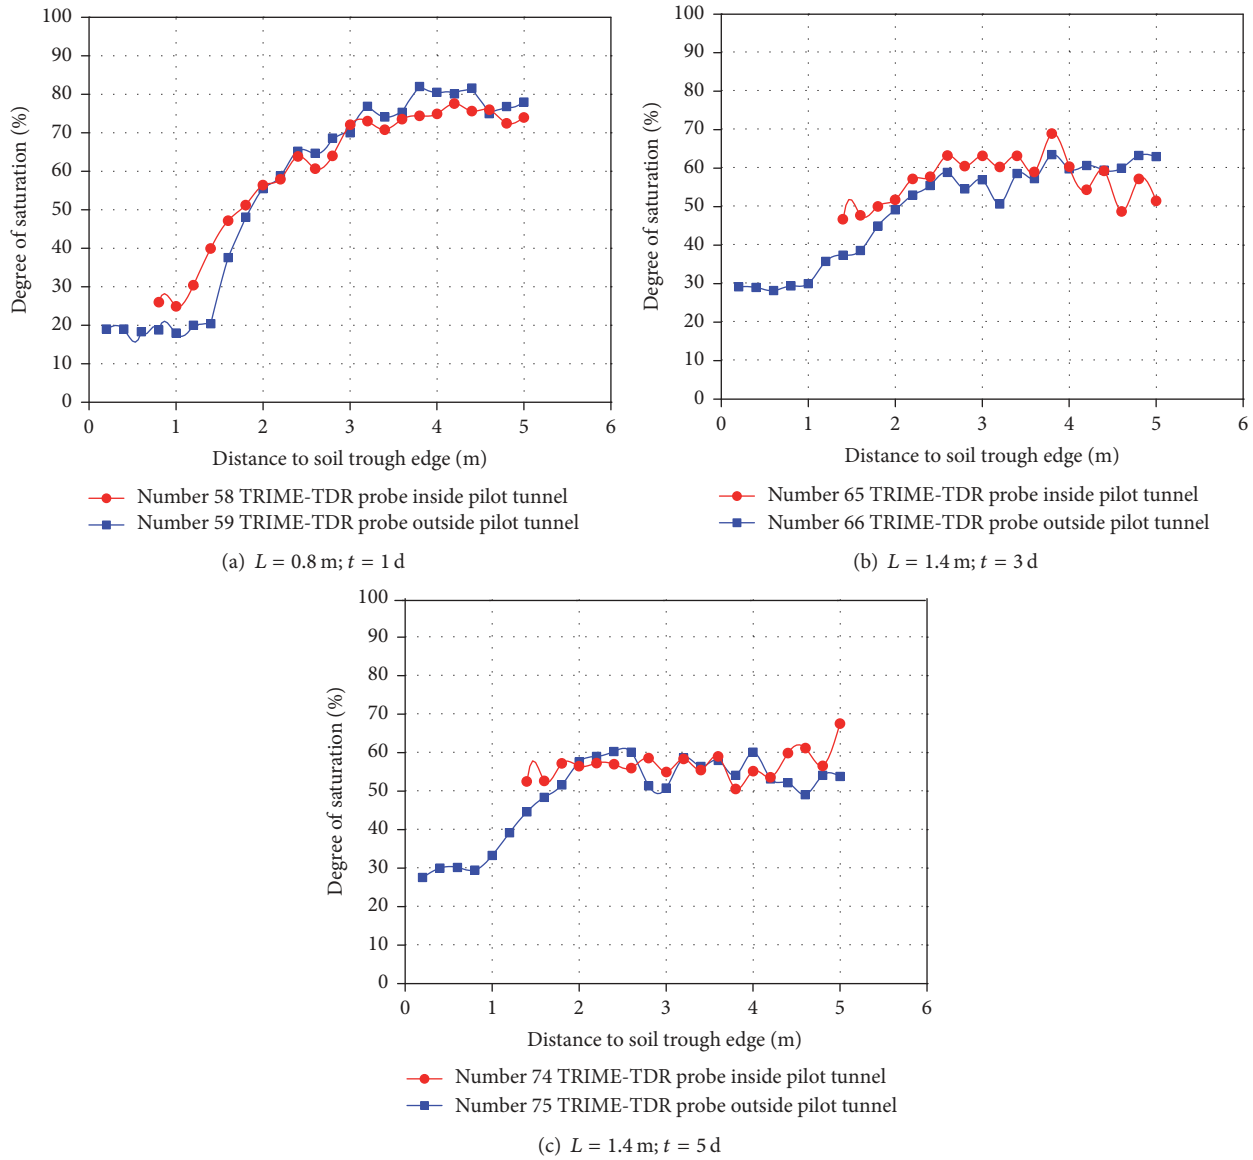 100
90
80
70
60
50
40
30
20
10
0
Degree of saturation (%)
0 1 2 3 4 5 6
Distance to soil trough edge (m)
Number 58 TRIME-TDR probe inside pilot tunnel
Number 59 TRIME-TDR probe outside pilot tunnel
(a) L = 0.8 m; t = 1 d
100
90
80
70
60
50
40
30
20
10
0
Degree of saturation (%)
0 1 2 3 4 5 6
Distance to soil trough edge (m)
Number 65 TRIME-TDR probe inside pilot tunnel
Number 66 TRIME-TDR probe outside pilot tunnel
(b) L = 1.4 m; t = 3 d
100
90
80
70
60
50
40
30
20
10
0
Degree of saturation (%)
0 1 2 3 4 5 6
Distance to soil trough edge (m)
Number 74 TRIME-TDR probe inside pilot tunnel
Number 75 TRIME-TDR probe outside pilot tunnel
(c) L = 1.4 m; t = 5 d